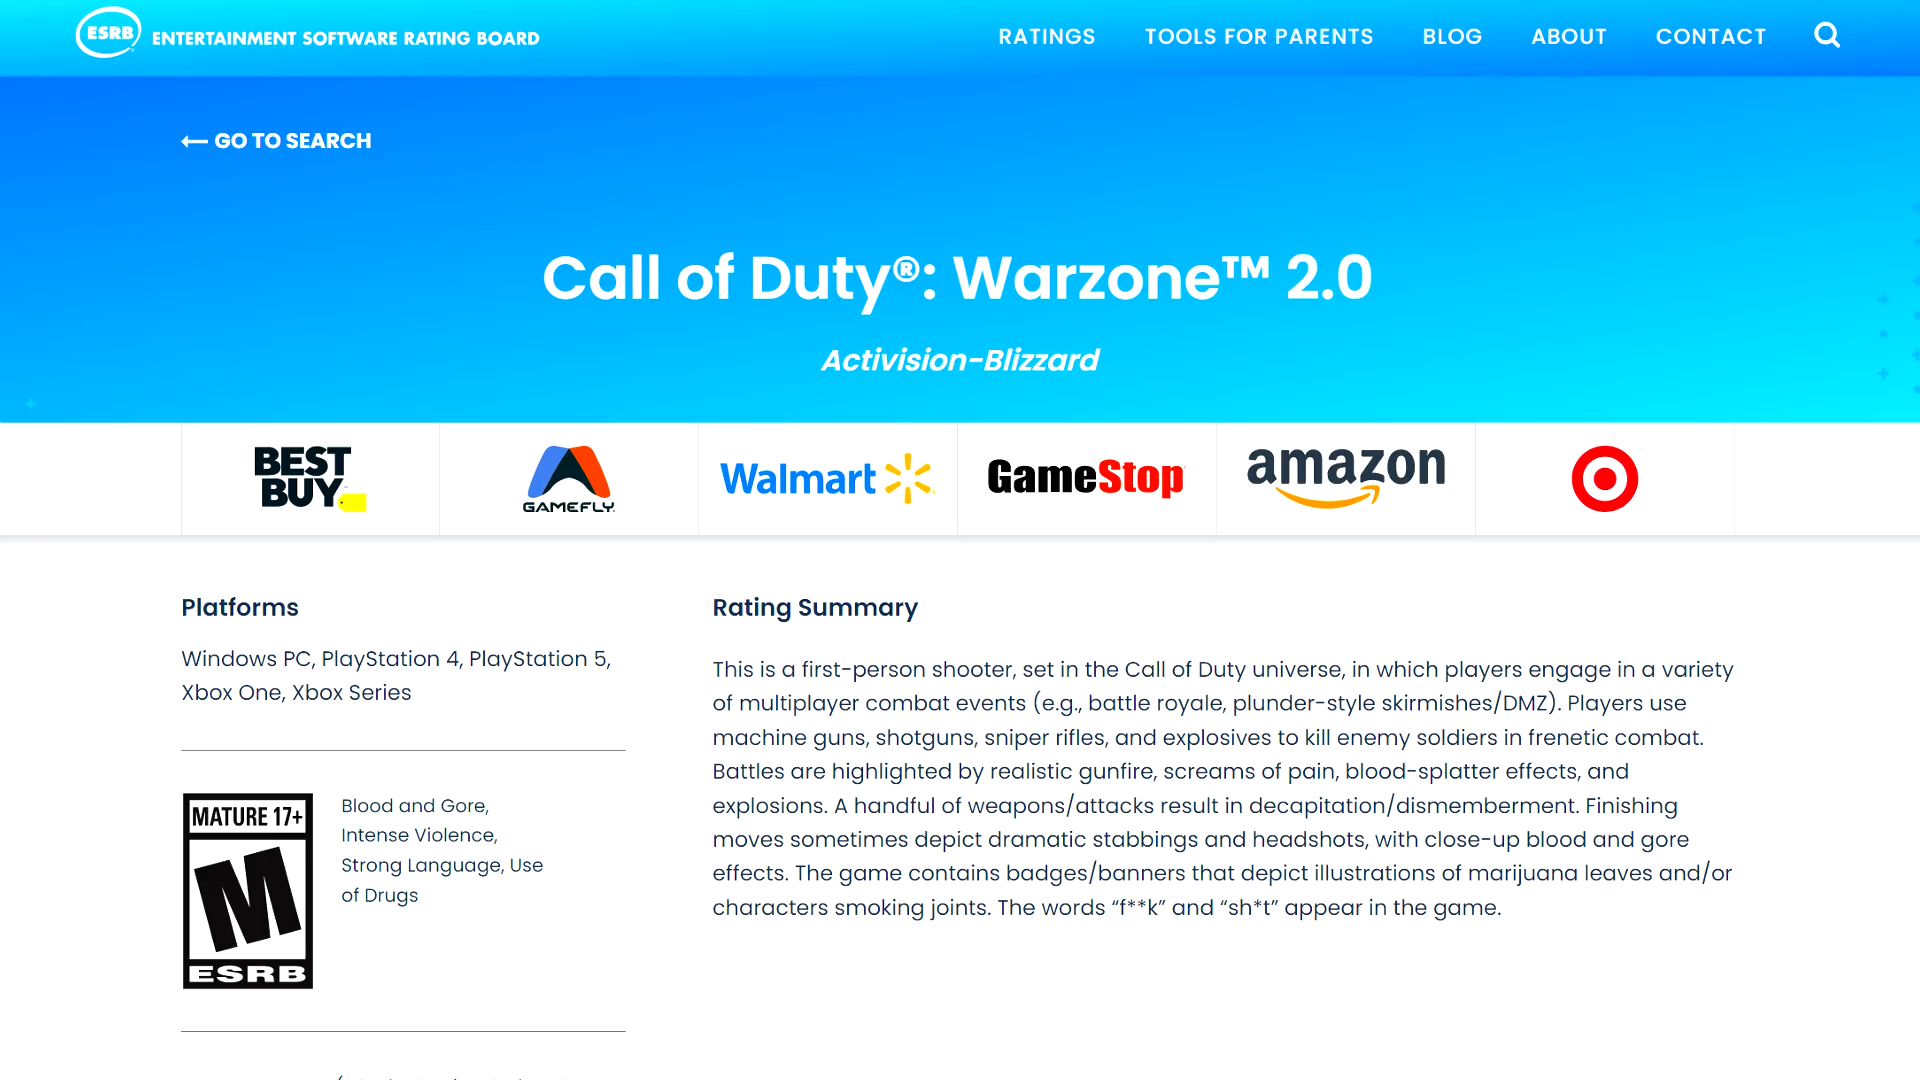 ESRB ENTERTAINMENT SOFTWARE RATING BOARD
RATINGS TOOLS FOR PARENTS BLOG ABOUT CONTACT
GO TO SEARCH
Call of Duty®: Warzone™ 2.0
Activision-Blizzard
BEST BUY
GAMEFLY
Walmart
GameStop
amazon
Platforms
Windows PC, PlayStation 4, PlayStation 5,
Xbox One, Xbox Series
MATURE 17+
M
ESRB
Blood and Gore,
Intense Violence,
Strong Language, Use
of Drugs
Rating Summary
This is a first-person shooter, set in the Call of Duty universe, in which players engage in a variety
of multiplayer combat events (e.g., battle royale, plunder-style skirmishes/DMZ). Players use
machine guns, shotguns, sniper rifles, and explosives to kill enemy soldiers in frenetic combat.
Battles are highlighted by realistic gunfire, screams of pain, blood-splatter effects, and
explosions. A handful of weapons/attacks result in decapitation/dismemberment. Finishing
moves sometimes depict dramatic stabbings and headshots, with close-up blood and gore
effects. The game contains badges/banners that depict illustrations of marijuana leaves and/or
characters smoking joints. The words “f**k” and “sh*t” appear in the game.